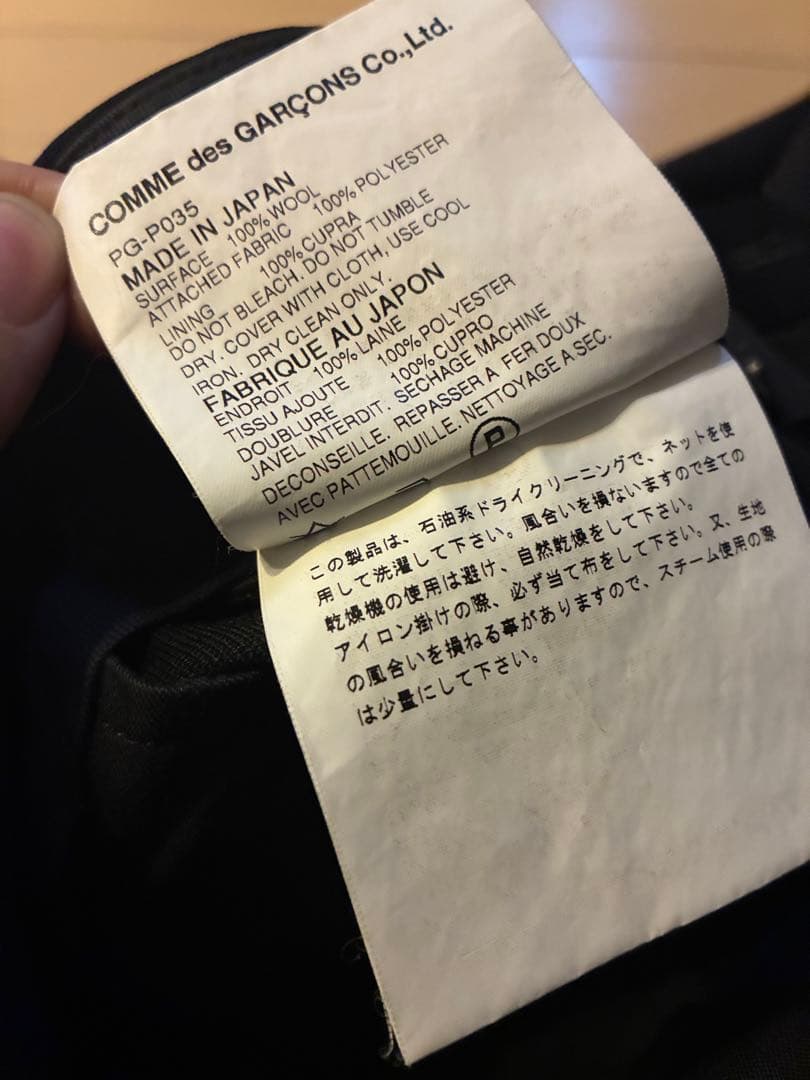 COMME des GARÇONS Co.,Ltd.
PG-P035
MADE IN JAPAN
SURFACE 100% WOOL
ATTACHED FABRIC 100% POLYESTER
LINING 100% CUPRA
DO NOT BLEACH. DO NOT TUMBLE
DRY. COVER WITH CLOTH, USE COOL
IRON. DRY CLEAN ONLY.
FABRIQUE AU JAPON
ENDROIT 100% LAINE
TISSU AJOUTE 100% POLYESTER
DOUBLURE 100% CUPRO
JAVEL INTERDIT. SECHAGE MACHINE
DECONSEILLE. REPASSER A FER DOUX
AVEC PATTEMOUILLE. NETTOYAGE A SEC.
P
この製品は、石油系ドライクリーニングで、ネットを使
用して洗濯して下さい。風合いを損ないますので全ての
乾燥機の使用は避け、自然乾燥をして下さい。
アイロン掛けの際、必ず当て布をして下さい。又、生地
の風合いを損ねる事がありますので、スチーム使用の際
は少量にして下さい。